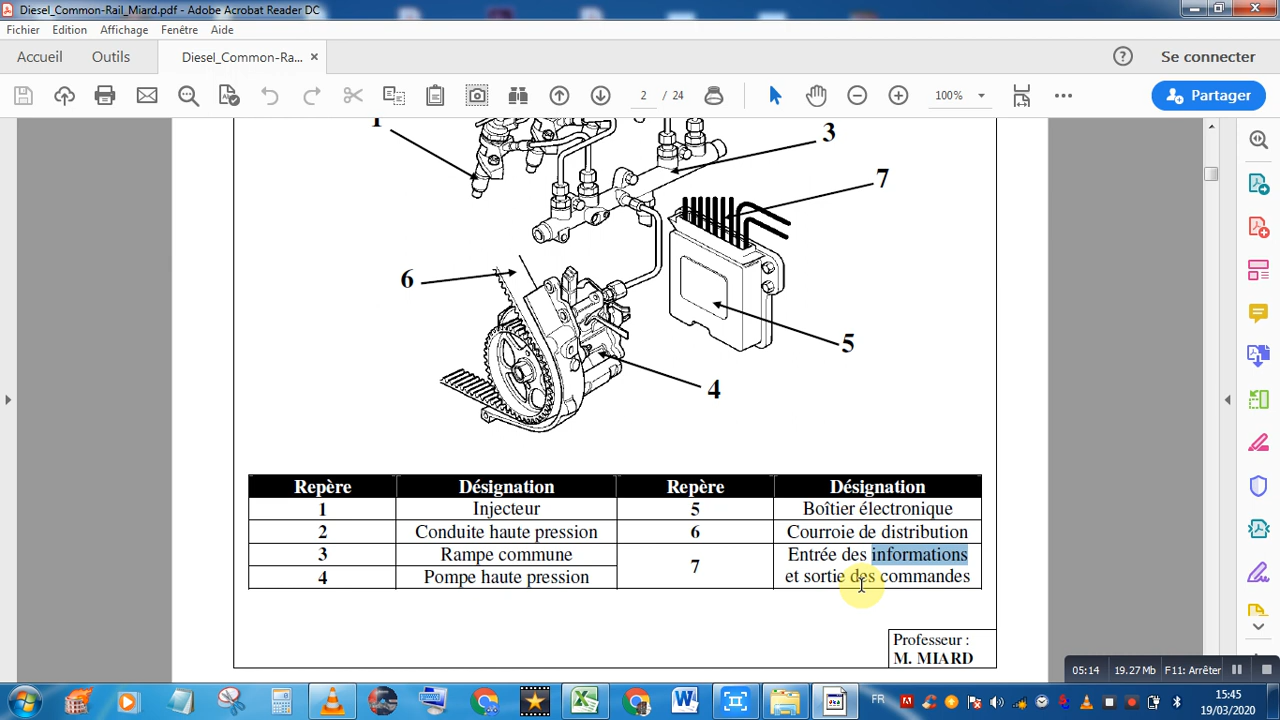 Diesel_Common-Rail_Miard.pdf - Adobe Acrobat Reader DC
Fichier Edition Affichage Fenêtre Aide
Accueil Outils Diesel_Common-Ra... × Se connecter
2 / 24 100% Partager
1
3
7
6
5
4
Repère Désignation Repère Désignation
1 Injecteur 5 Boîtier électronique
2 Conduite haute pression 6 Courroie de distribution
3 Rampe commune 7 Entrée des informations
4 Pompe haute pression et sortie des commandes
Professeur :
M. MIARD
05:14 19.27 Mb F11: Arrêter
FR 15:45
19/03/2020